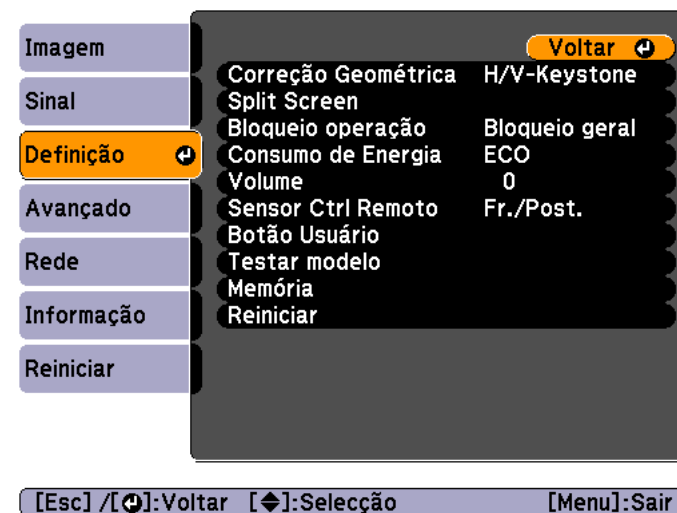 Imagem
Sinal
Definição
Avançado
Rede
Informação
Reiniciar
Voltar
Correção Geométrica H/V-Keystone
Split Screen
Bloqueio operação Bloqueio geral
Consumo de Energia ECO
Volume 0
Sensor Ctrl Remoto Fr./Post.
Botão Usuário
Testar modelo
Memória
Reiniciar
[Esc] /[⏎]:Voltar [◆]:Selecção [Menu]:Sair